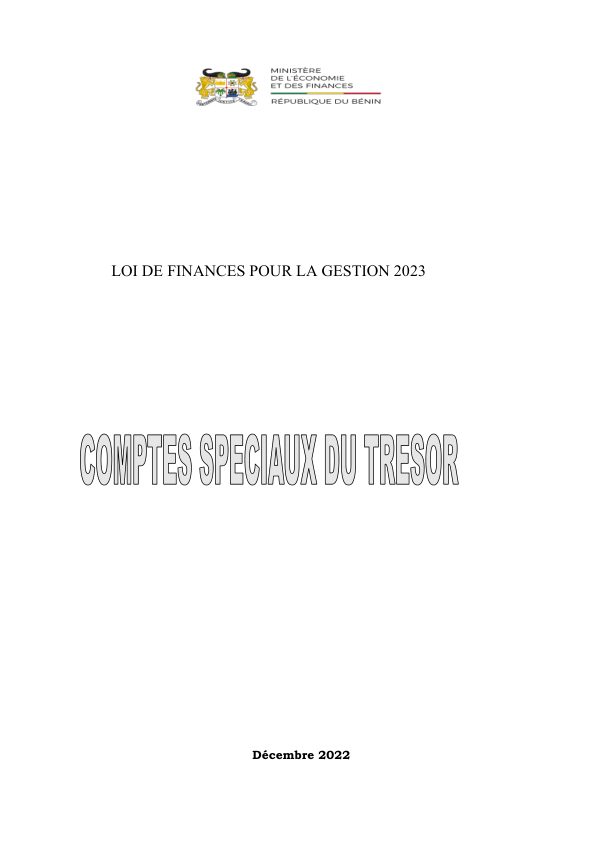 MINISTÈRE
DE L'ÉCONOMIE
ET DES FINANCES
RÉPUBLIQUE DU BÉNIN
LOI DE FINANCES POUR LA GESTION 2023
COMPTES SPECIAUX DU TRESOR
Décembre 2022